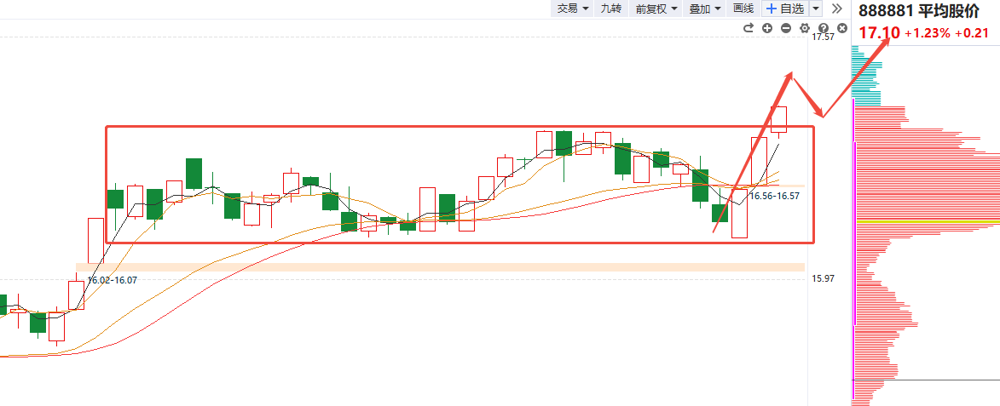 交易 九转 前复权 叠加 画线 + 自选
888881 平均股价
17.10 +1.23% +0.21
17.57
16.56-16.57
16.02-16.07
15.97